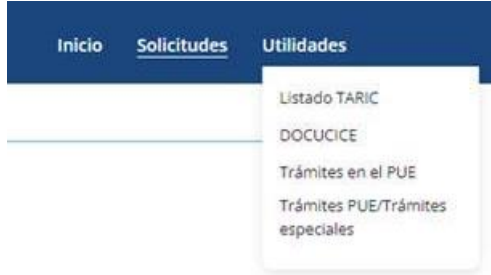 Inicio Solicitudes Utilidades
Listado TARIC
DOCUCICE
Trámites en el PUE
Trámites PUE/Trámites
especiales